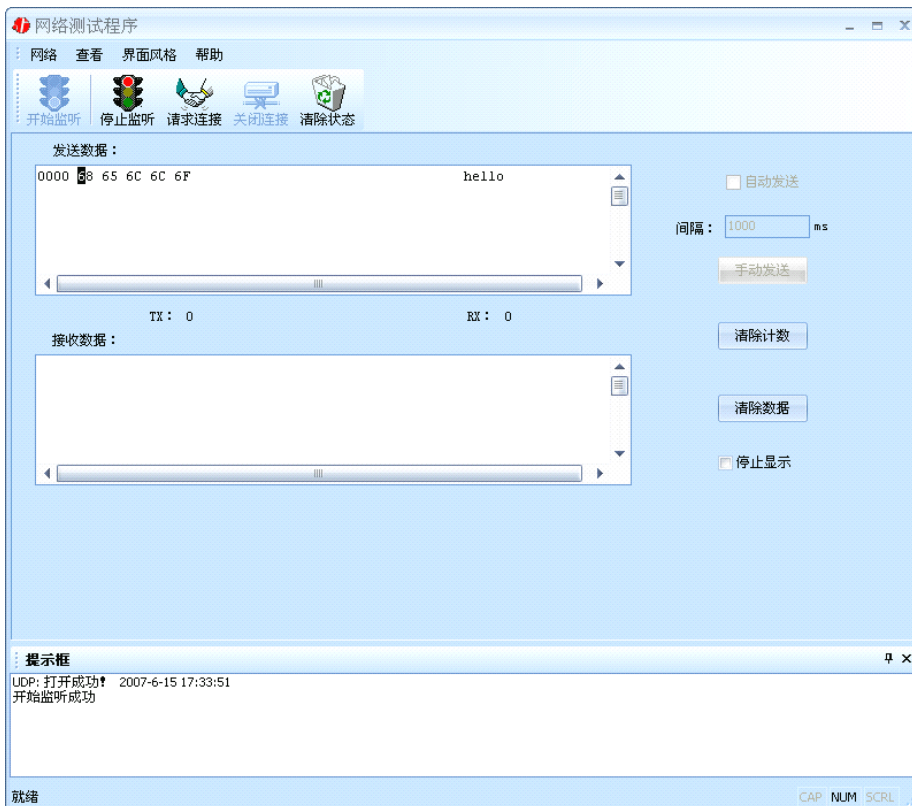 网络测试程序
网络 查看 界面风格 帮助
开始监听 停止监听 请求连接 关闭连接 清除状态
发送数据：
0000 68 65 6C 6C 6F hello
自动发送
间隔： 1000 ms
手动发送
TX： 0 RX： 0
清除计数
接收数据：
清除数据
停止显示
提示框
UDP: 打开成功! 2007-6-15 17:33:51
开始监听成功
就绪 CAP NUM SCRL